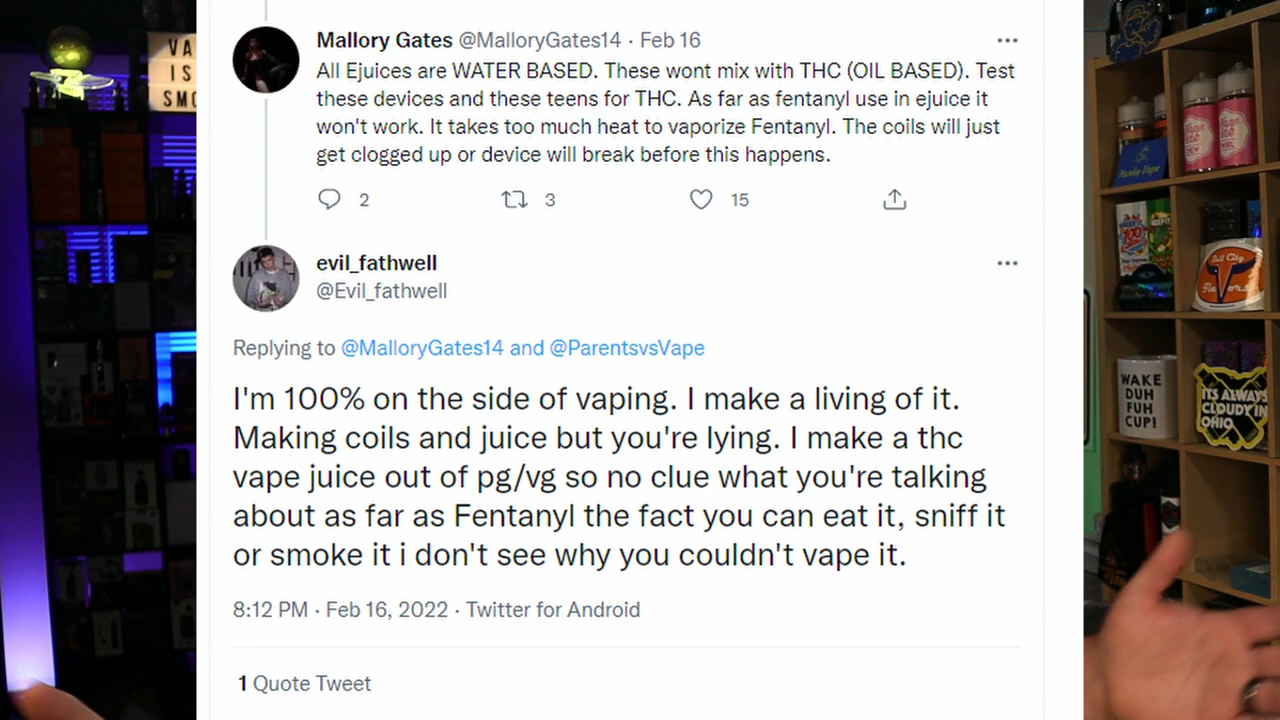 VA
IS
SMO
Mallory Gates @MalloryGates14 · Feb 16
All Ejuices are WATER BASED. These wont mix with THC (OIL BASED). Test
these devices and these teens for THC. As far as fentanyl use in ejuice it
won't work. It takes too much heat to vaporize Fentanyl. The coils will just
get clogged up or device will break before this happens.
2 3 15
evil_fathwell
@Evil_fathwell
Replying to @MalloryGates14 and @ParentsvsVape
I'm 100% on the side of vaping. I make a living of it.
Making coils and juice but you're lying. I make a thc
vape juice out of pg/vg so no clue what you're talking
about as far as Fentanyl the fact you can eat it, sniff it
or smoke it i don't see why you couldn't vape it.
8:12 PM · Feb 16, 2022 · Twitter for Android
1 Quote Tweet
100
WAKE
DUH
FUH
CUP!
ITS ALWAYS
CLOUDY IN
OHIO